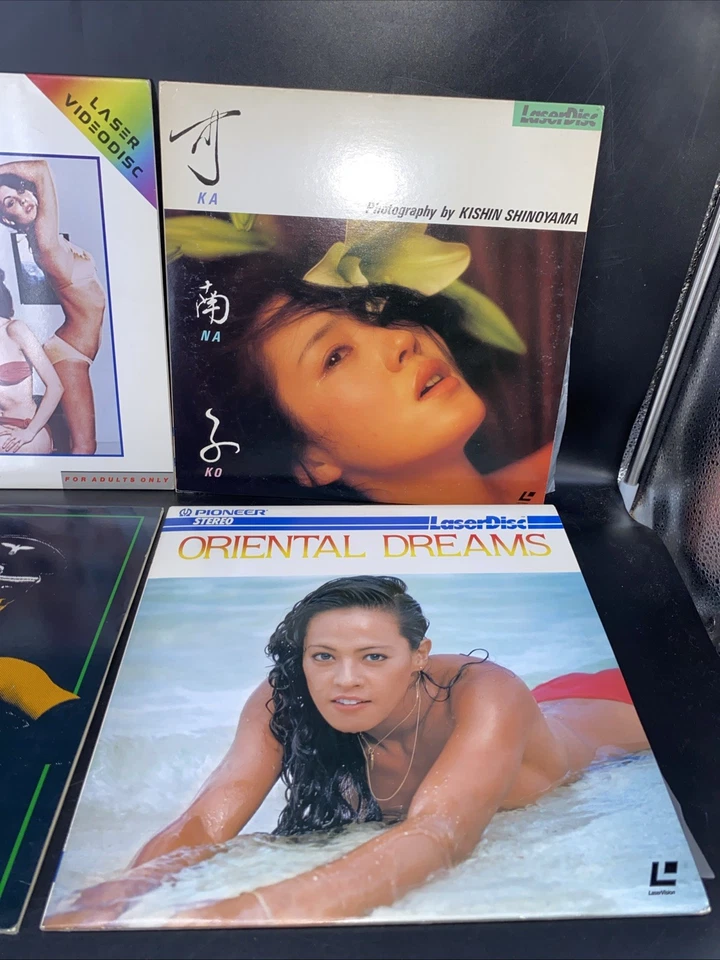 LASER
VIDEODISC
FOR ADULTS ONLY
LaserDisc
可
KA
Photography by KISHIN SHINOYAMA
南
NA
子
KO
PIONEER
STEREO
LaserDisc
ORIENTAL DREAMS
LaserVision